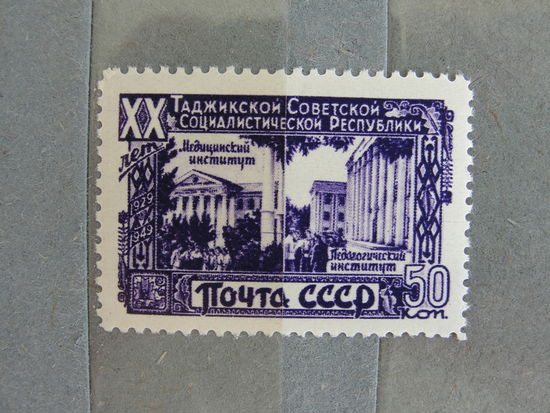 XX
лет
Таджикской Советской
Социалистической Республики
Медицинский
институт
1929
1949
Педагогический
институт
Почта СССР
50
коп.